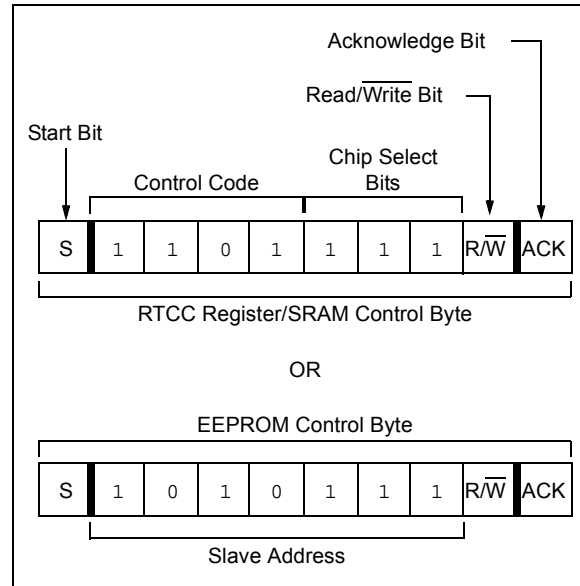 Acknowledge Bit
Read/Write Bit
Start Bit
Chip Select
Bits
Control Code
S 1 1 0 1 1 1 1 R/W ACK
RTCC Register/SRAM Control Byte
OR
EEPROM Control Byte
S 1 0 1 0 1 1 1 R/W ACK
Slave Address